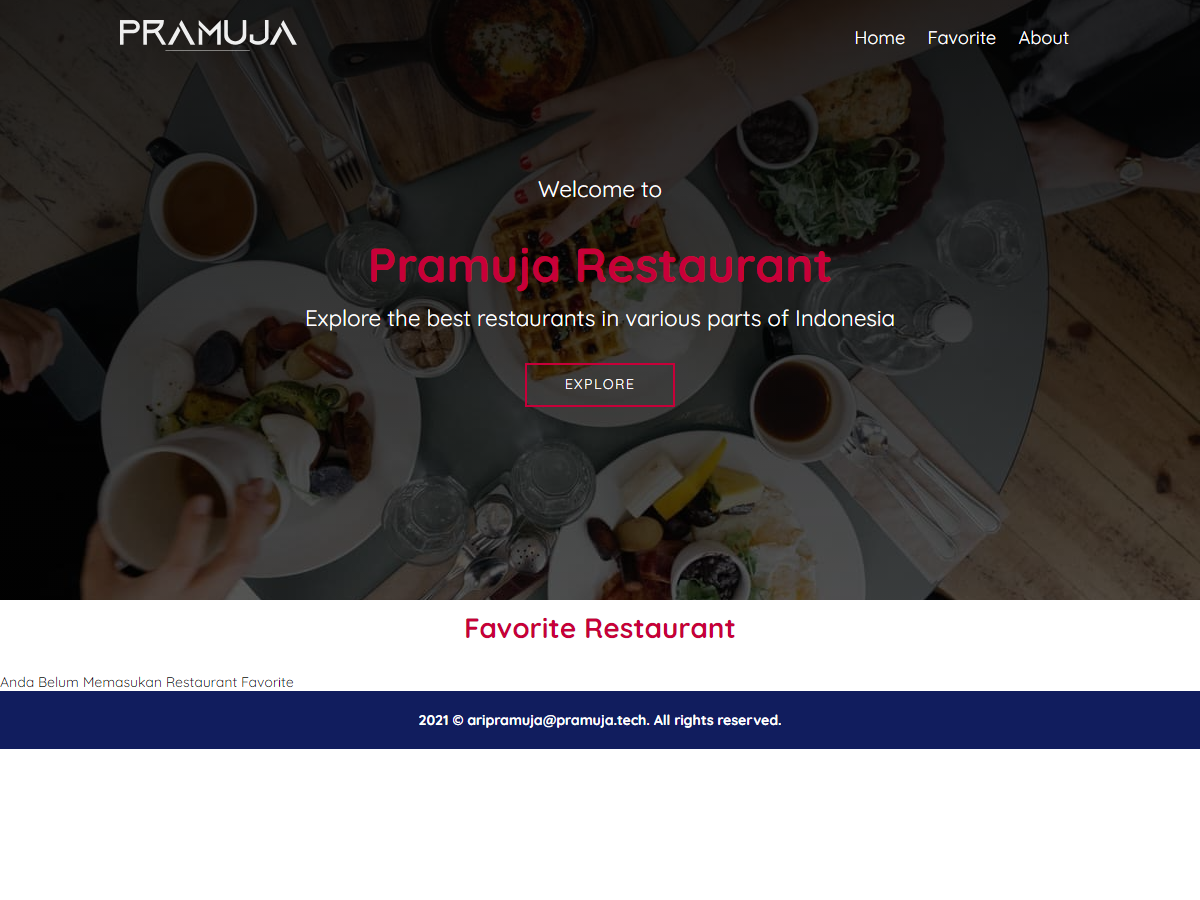 PRAMUJA
Home Favorite About
Welcome to
Pramuja Restaurant
Explore the best restaurants in various parts of Indonesia
EXPLORE
Favorite Restaurant
Anda Belum Memasukan Restaurant Favorite
2021 © aripramuja@pramuja.tech. All rights reserved.